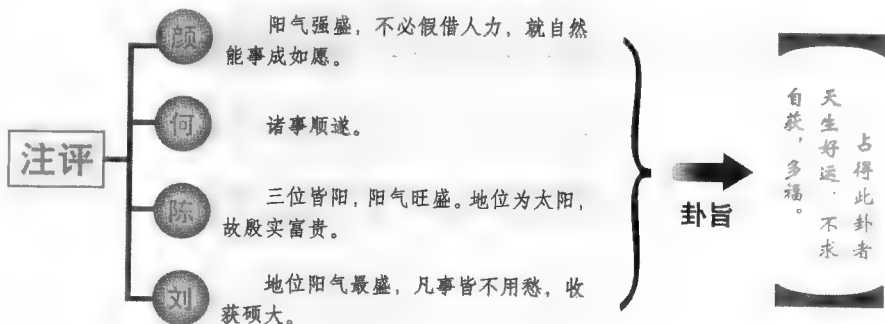 颜
阳气强盛，不必假借人力，就自然
能事成如愿。
何
诸事顺遂。
注评
陈
三位皆阳，阳气旺盛。地位为太阳，
故殷实富贵。
刘
地位阳气最盛，凡事皆不用愁，收
获硕大。
卦旨
占得此卦者
天生好运，不求
自获，多福。